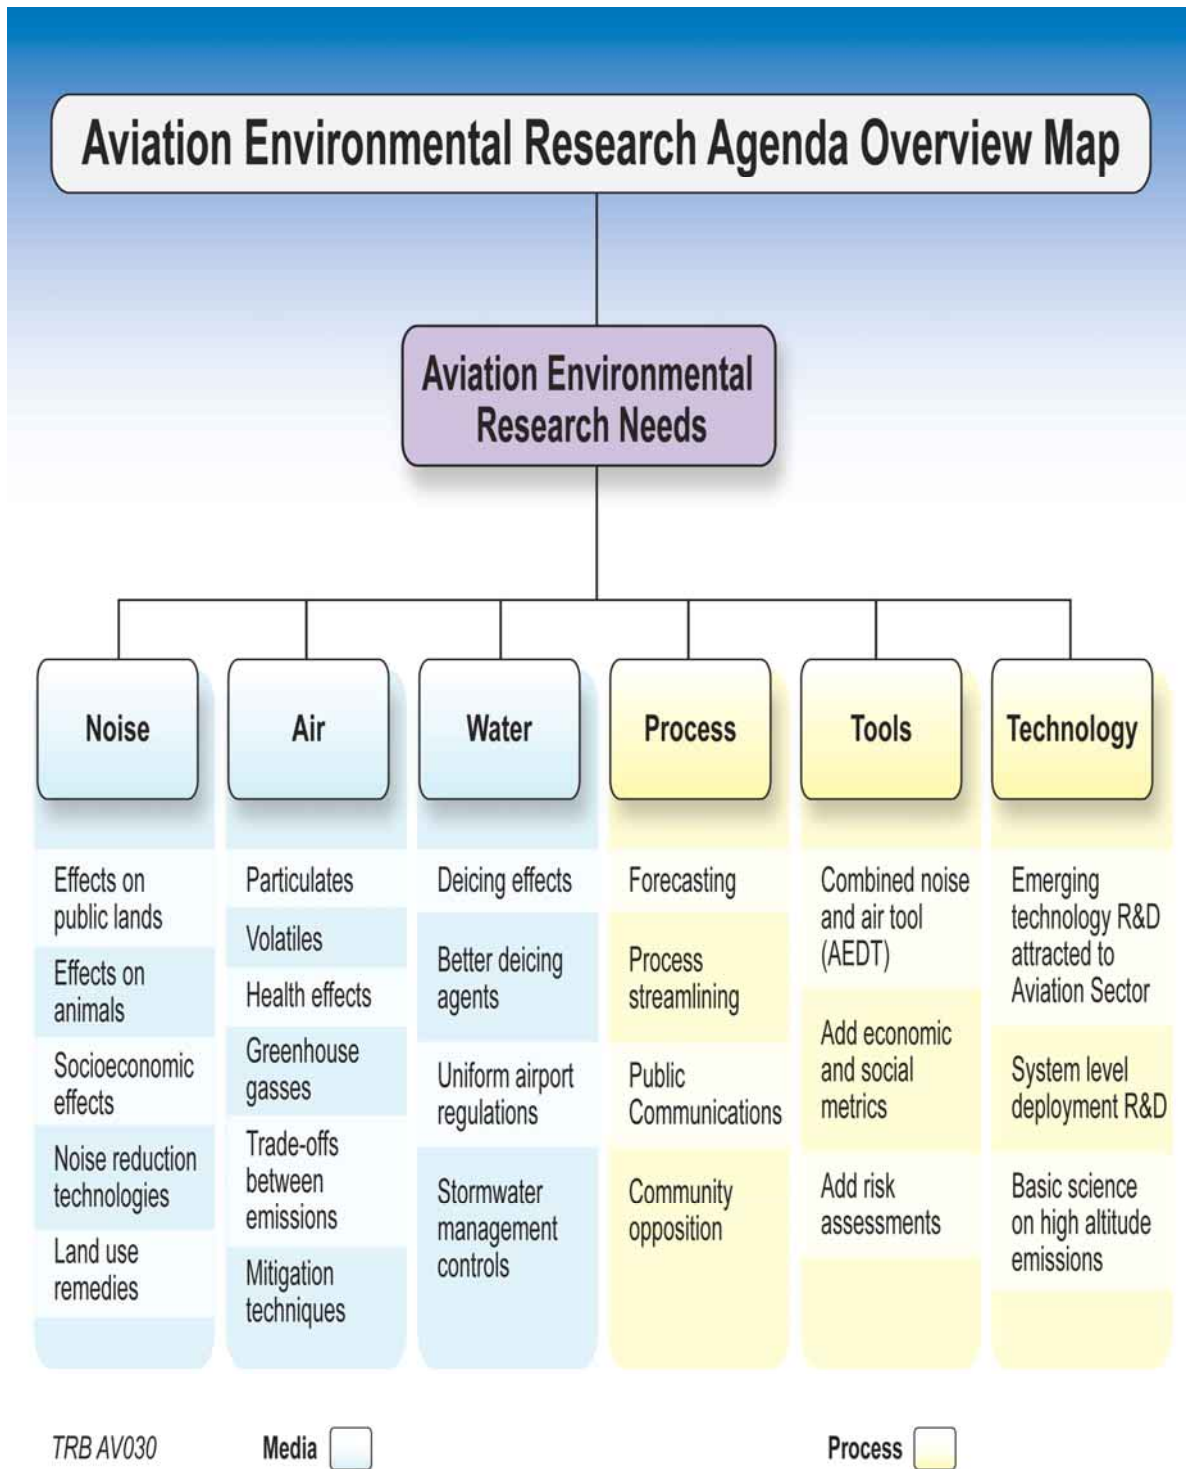 Aviation Environmental Research Agenda Overview Map
Aviation Environmental
Research Needs
Noise
Effects on
public lands
Effects on
animals
Socioeconomic
effects
Noise reduction
technologies
Land use
remedies
Air
Particulates
Volatiles
Health effects
Greenhouse
gasses
Trade-offs
between
emissions
Mitigation
techniques
Water
Deicing effects
Better deicing
agents
Uniform airport
regulations
Stormwater
management
controls
Process
Forecasting
Process
streamlining
Public
Communications
Community
opposition
Tools
Combined noise
and air tool
(AEDT)
Add economic
and social
metrics
Add risk
assessments
Technology
Emerging
technology R&D
attracted to
Aviation Sector
System level
deployment R&D
Basic science
on high altitude
emissions
TRB AV030
Media
Process